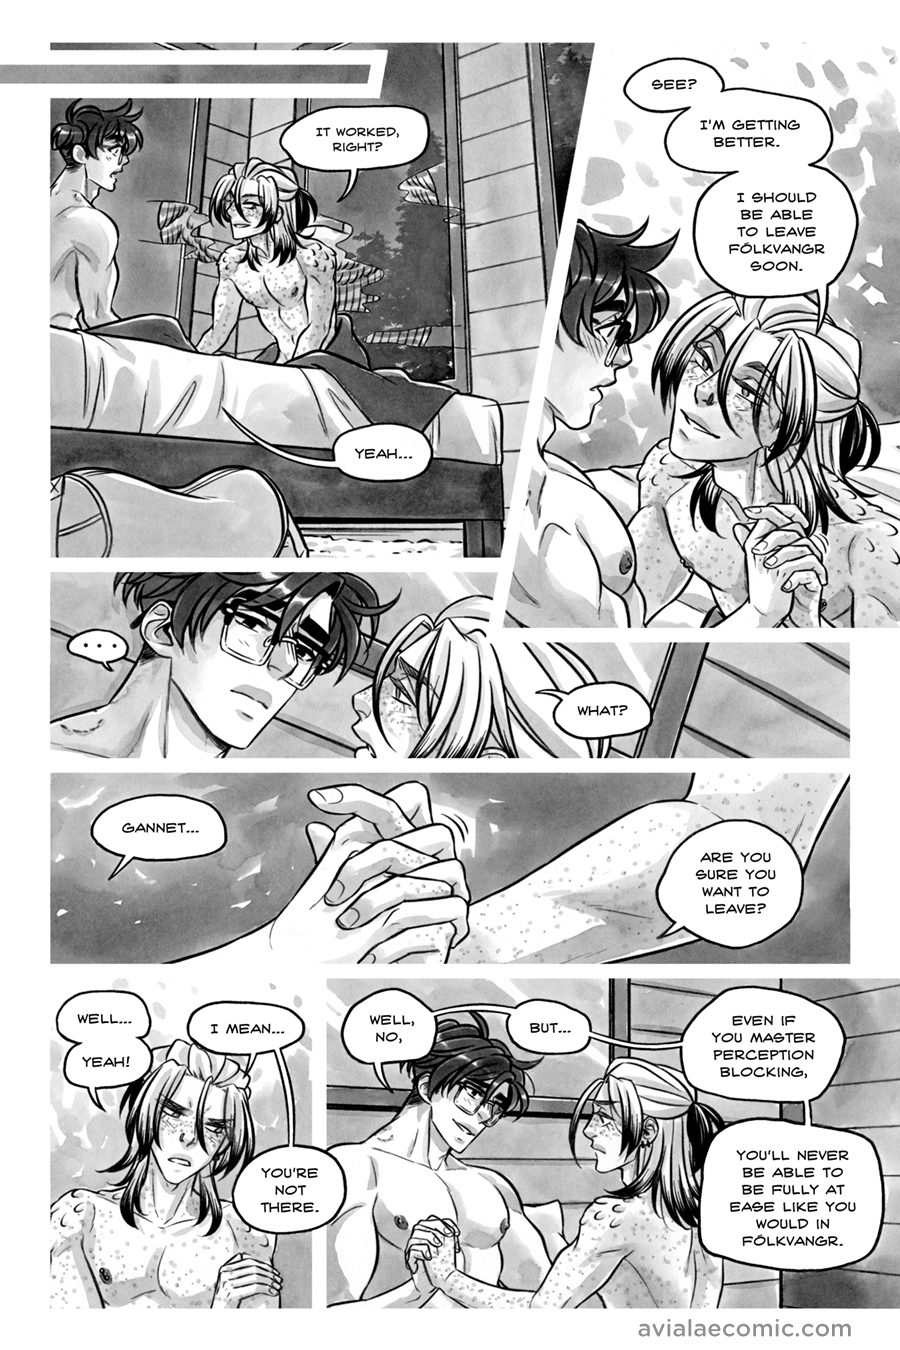 IT WORKED,
RIGHT?
YEAH...
SEE?
I'M GETTING
BETTER.
I SHOULD
BE ABLE
TO LEAVE
FÓLKVANGR
SOON.
...
WHAT?
GANNET...
ARE YOU
SURE YOU
WANT TO
LEAVE?
WELL...
YEAH!
I MEAN...
YOU'RE
NOT
THERE.
WELL,
NO,
BUT...
EVEN IF
YOU MASTER
PERCEPTION
BLOCKING,
YOU'LL NEVER
BE ABLE TO
BE FULLY AT
EASE LIKE YOU
WOULD IN
FÓLKVANGR.
avialaecomic.com